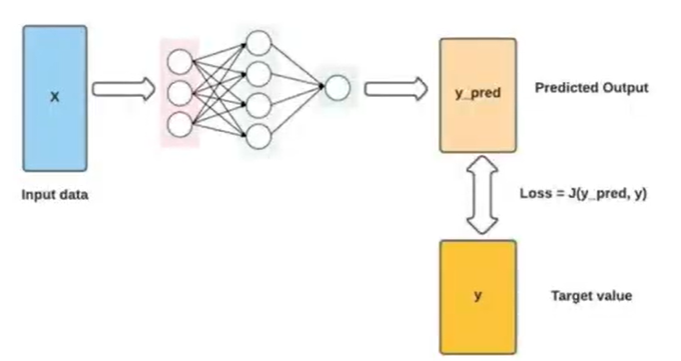 X
Input data
y_pred
Predicted Output
Loss = J(y_pred, y)
y
Target value